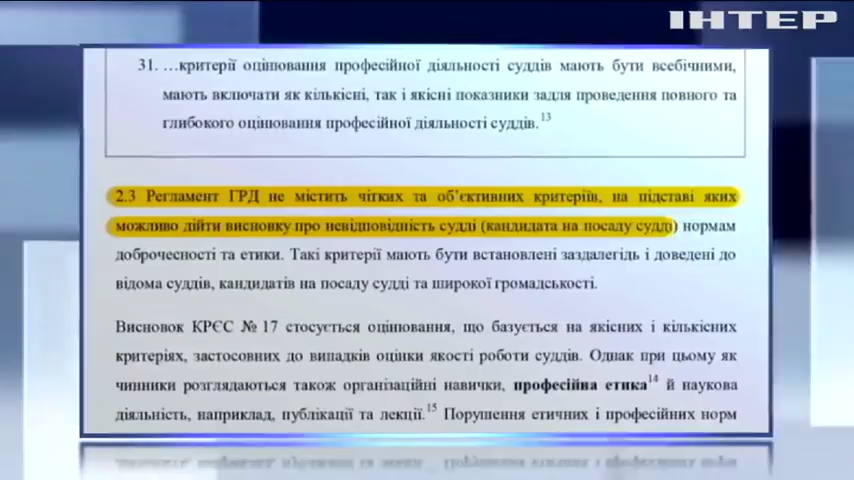 ІНТЕР
31. …критерії оцінювання професійної діяльності суддів мають бути всебічними,
мають включати як кількісні, так і якісні показники задля проведення повного та
глибокого оцінювання професійної діяльності суддів.13
2.3 Регламент ГРД не містить чітких та об’єктивних критеріїв, на підставі яких
можливо дійти висновку про невідповідність судді (кандидата на посаду судді) нормам
доброчесності та етики. Такі критерії мають бути встановлені заздалегідь і доведені до
відома суддів, кандидатів на посаду судді та широкої громадськості.
Висновок КРЄС №17 стосується оцінювання, що базується на якісних і кількісних
критеріях, застосовних до випадків оцінки якості роботи суддів. Однак при цьому як
чинники розглядаються також організаційні навички, професійна етика14 й наукова
діяльність, наприклад, публікації та лекції.15 Порушення етичних і професійних норм